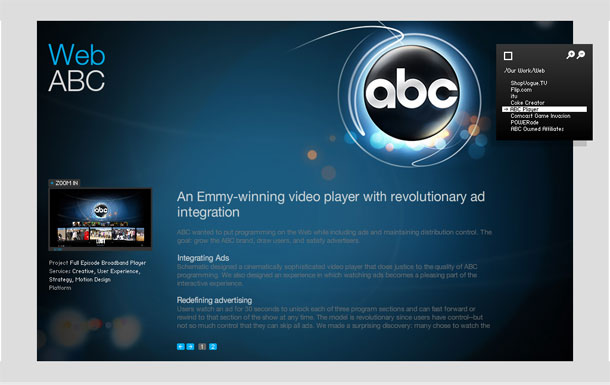 Web
ABC
abc
./Our Work/Web
ShopVogue.TV
Flip.com
itu
Coke Creator
ABC Player
Comcast Game Invasion
POWERade
ABC Owned Affiliates
+ ZOOM IN
abc
Project Full Episode Broadband Player
Services Creative, User Experience,
Strategy, Motion Design
Platform
An Emmy-winning video player with revolutionary ad
integration
ABC wanted to put programming on the Web while including ads and maintaining distribution control. The
goal: grow the ABC brand, draw users, and satisfy advertisers.
Integrating Ads
Schematic designed a cinematically sophisticated video player that does justice to the quality of ABC
programming. We also designed an experience in which watching ads becomes a pleasing part of the
interactive experience.
Redefining advertising
Users watch an ad for 30 seconds to unlock each of three program sections and can fast forward or
rewind to that section of the show at any time. The model is revolutionary since users have control–but
not so much control that they can skip all ads. We made a surprising discovery: many chose to watch the
1 2